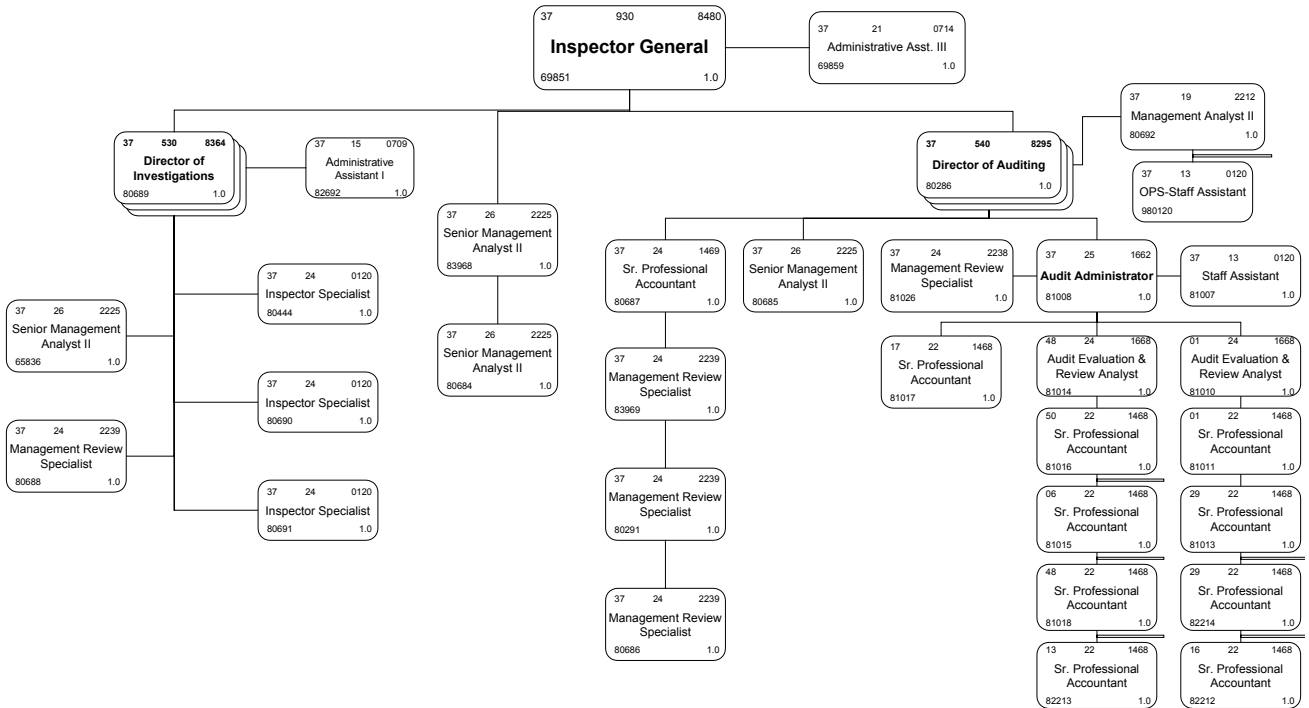 37 930 8480
Inspector General
69851 1.0
37 21 0714
Administrative Asst. III
69859 1.0
37 19 2212
Management Analyst II
80692 1.0
37 13 0120
OPS-Staff Assistant
980120
37 530 8364
Director of
Investigations
80689 1.0
37 15 0709
Administrative
Assistant I
82692 1.0
37 540 8295
Director of Auditing
80286 1.0
37 26 2225
Senior Management
Analyst II
83968 1.0
37 26 2225
Senior Management
Analyst II
80684 1.0
37 24 0120
Inspector Specialist
80444 1.0
37 26 2225
Senior Management
Analyst II
65836 1.0
37 24 0120
Inspector Specialist
80690 1.0
37 24 2239
Management Review
Specialist
80688 1.0
37 24 0120
Inspector Specialist
80691 1.0
37 24 1469
Sr. Professional
Accountant
80687 1.0
37 24 2239
Management Review
Specialist
83969 1.0
37 24 2239
Management Review
Specialist
80291 1.0
37 24 2239
Management Review
Specialist
80686 1.0
37 26 2225
Senior Management
Analyst II
80685 1.0
37 24 2238
Management Review
Specialist
81026 1.0
37 25 1662
Audit Administrator
81008 1.0
37 13 0120
Staff Assistant
81007 1.0
17 22 1468
Sr. Professional
Accountant
81017 1.0
48 24 1668
Audit Evaluation &
Review Analyst
81014 1.0
50 22 1468
Sr. Professional
Accountant
81016 1.0
06 22 1468
Sr. Professional
Accountant
81015 1.0
48 22 1468
Sr. Professional
Accountant
81018 1.0
13 22 1468
Sr. Professional
Accountant
82213 1.0
01 24 1668
Audit Evaluation &
Review Analyst
81010 1.0
01 22 1468
Sr. Professional
Accountant
81011 1.0
29 22 1468
Sr. Professional
Accountant
81013 1.0
29 22 1468
Sr. Professional
Accountant
82214 1.0
16 22 1468
Sr. Professional
Accountant
82212 1.0